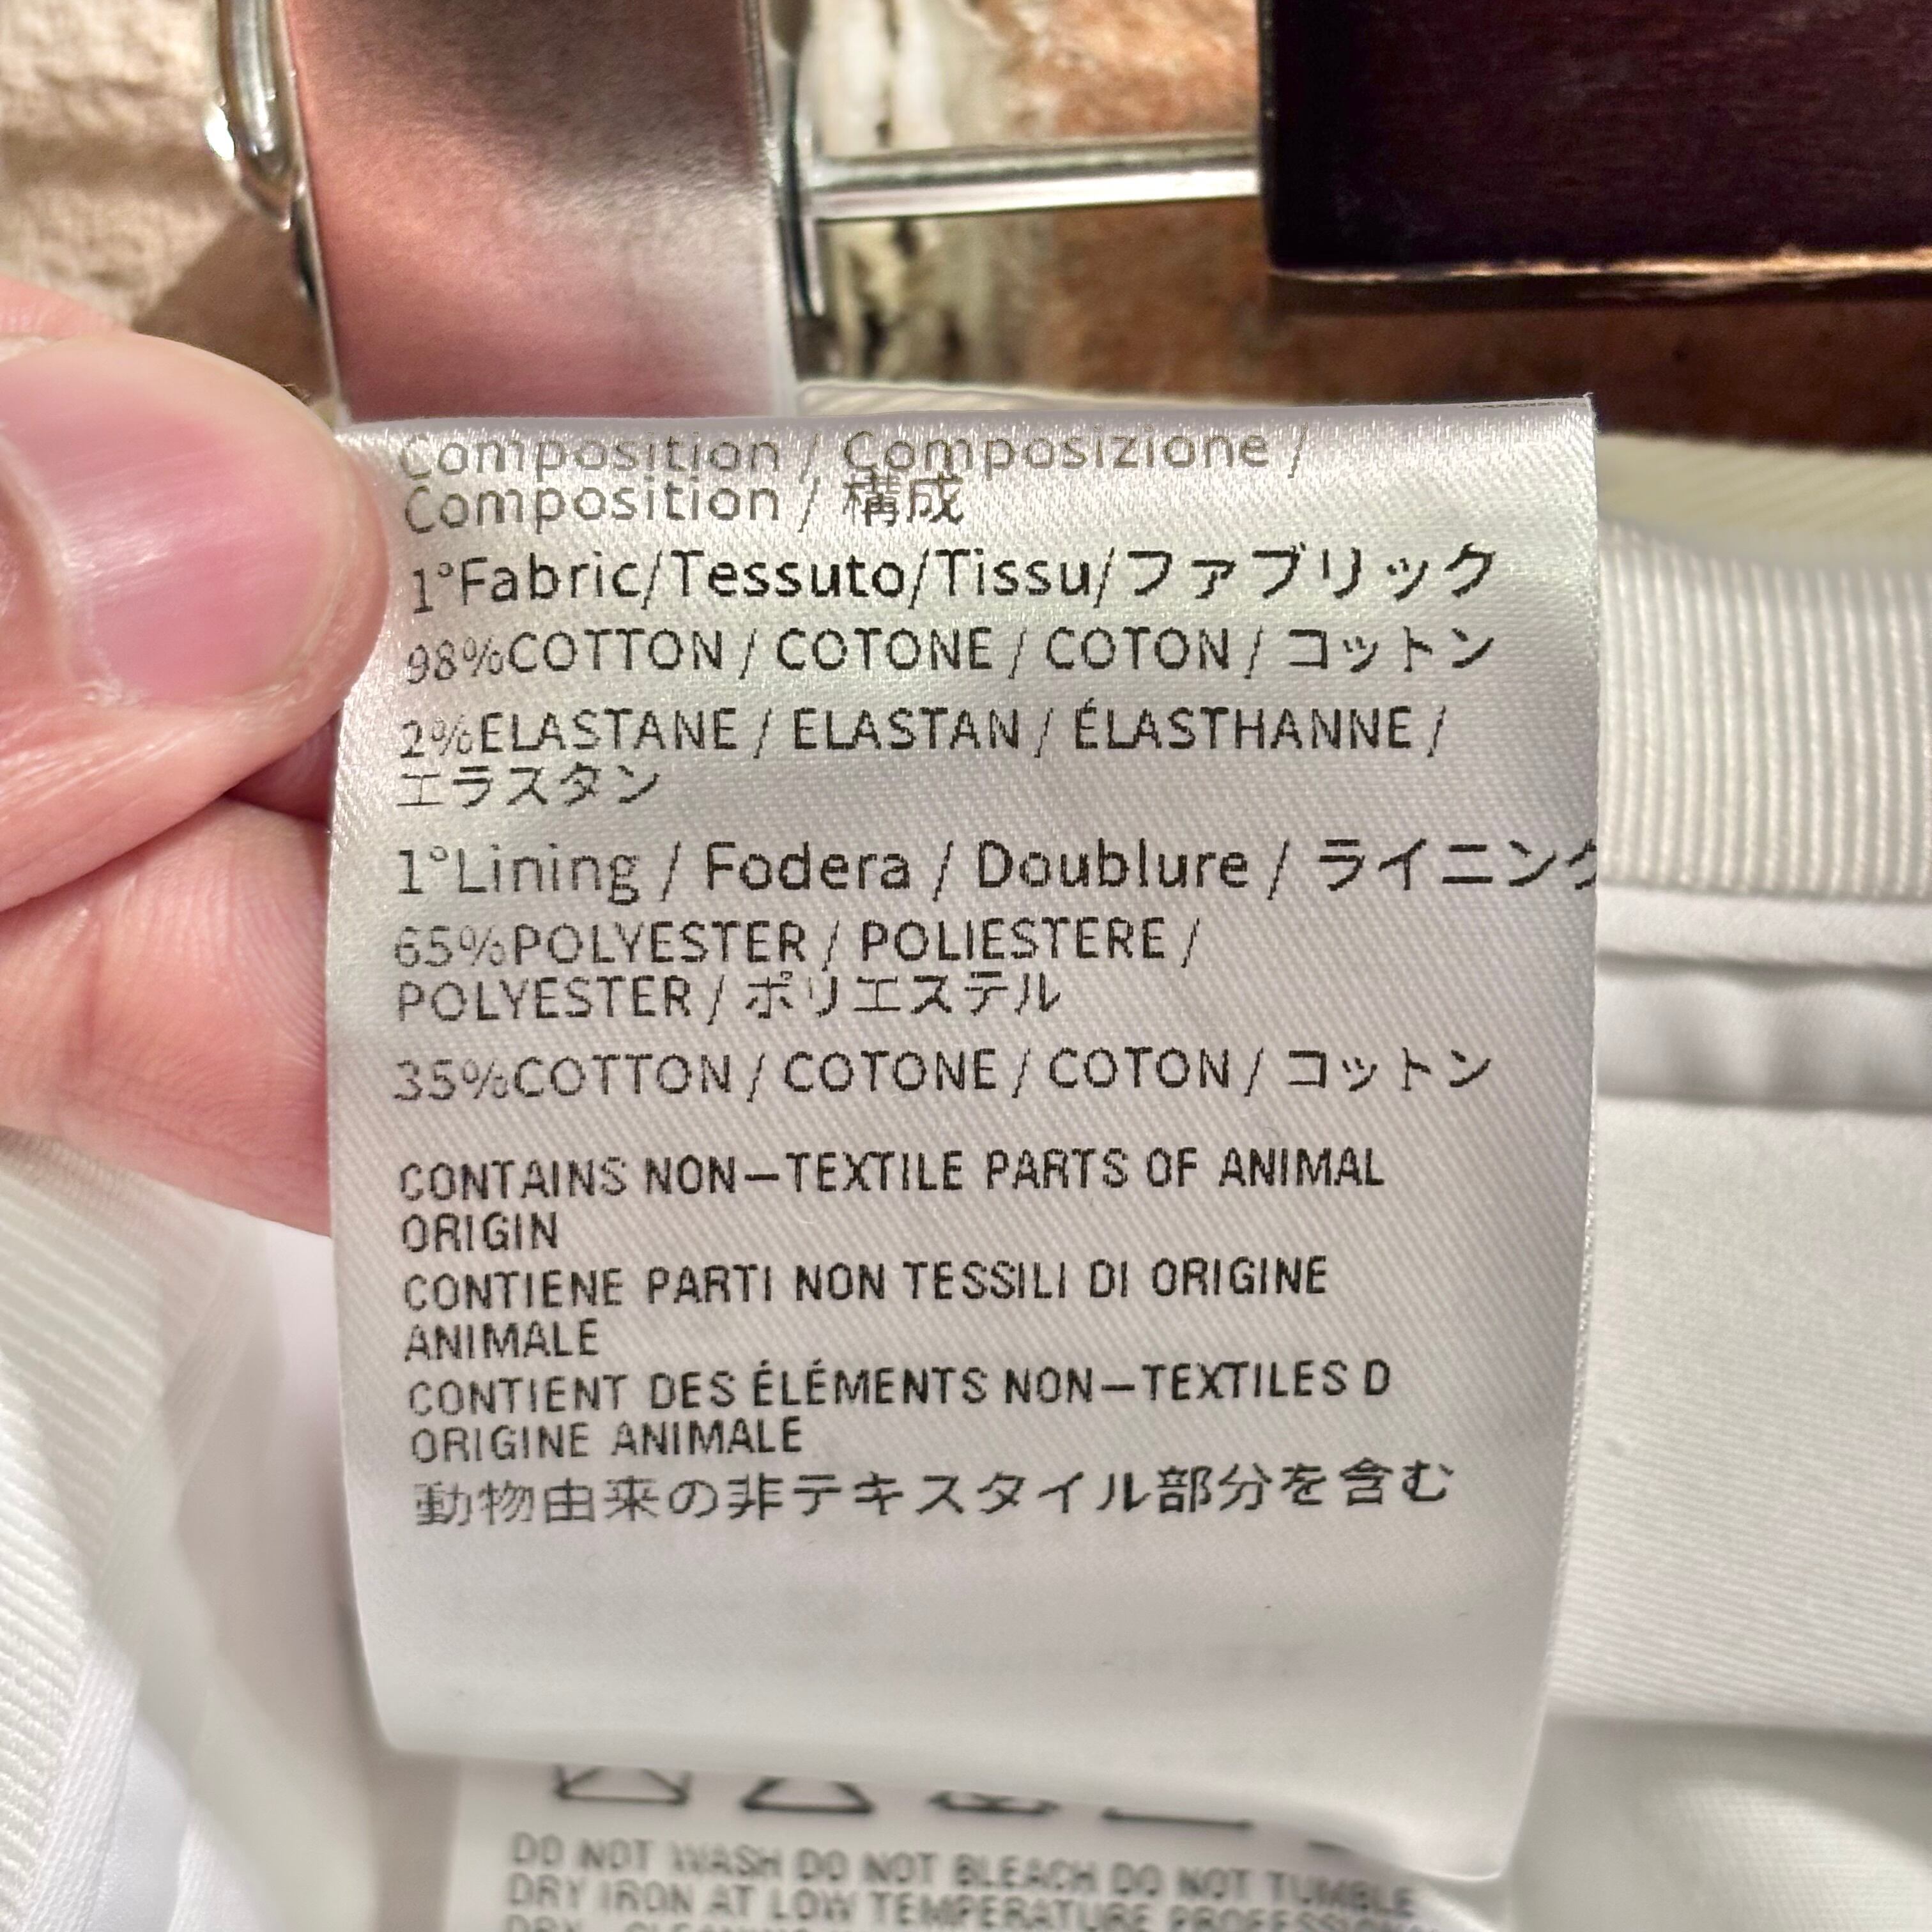 Composition / Composizione /
Composition / 構成
1°Fabric/Tessuto/Tissu/ファブリック
98%COTTON / COTONE / COTON / コットン
2%ELASTANE / ELASTAN / ÉLASTHANNE /
エラスタン
1°Lining / Fodera / Doublure / ライニング
65%POLYESTER / POLIESTERE /
POLYESTER / ポリエステル
35%COTTON / COTONE / COTON / コットン
CONTAINS NON–TEXTILE PARTS OF ANIMAL
ORIGIN
CONTIENE PARTI NON TESSILI DI ORIGINE
ANIMALE
CONTIENT DES ÉLÉMENTS NON–TEXTILES D
ORIGINE ANIMALE
動物由来の非テキスタイル部分を含む
DO NOT WASH DO NOT BLEACH DO NOT TUMBLE
DRY IRON AT LOW TEMPERATURE